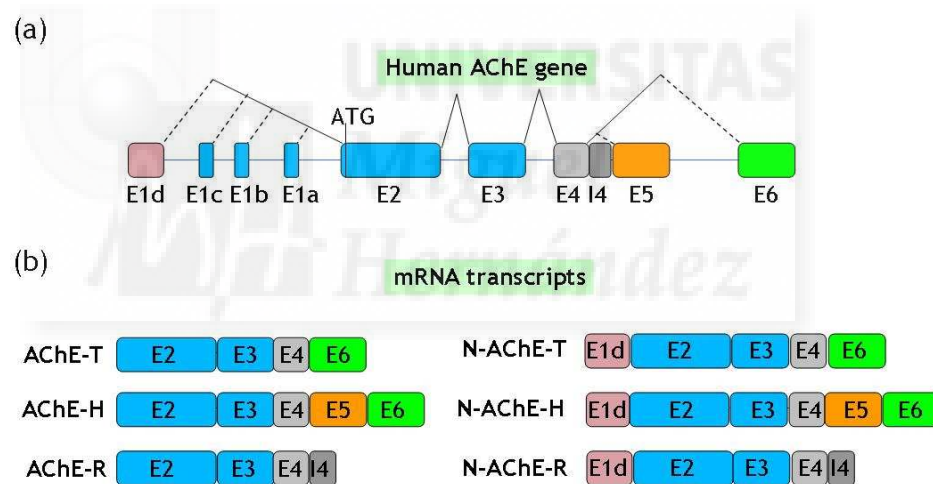 (a)
UNIVERSITAS
Miguel
Hernández
Human AChE gene
ATG
E1d E1c E1b E1a E2 E3 E4 I4 E5 E6
(b)
mRNA transcripts
AChE-T E2 E3 E4 E6
N-AChE-T E1d E2 E3 E4 E6
AChE-H E2 E3 E4 E5 E6
N-AChE-H E1d E2 E3 E4 E5 E6
AChE-R E2 E3 E4 I4
N-AChE-R E1d E2 E3 E4 I4